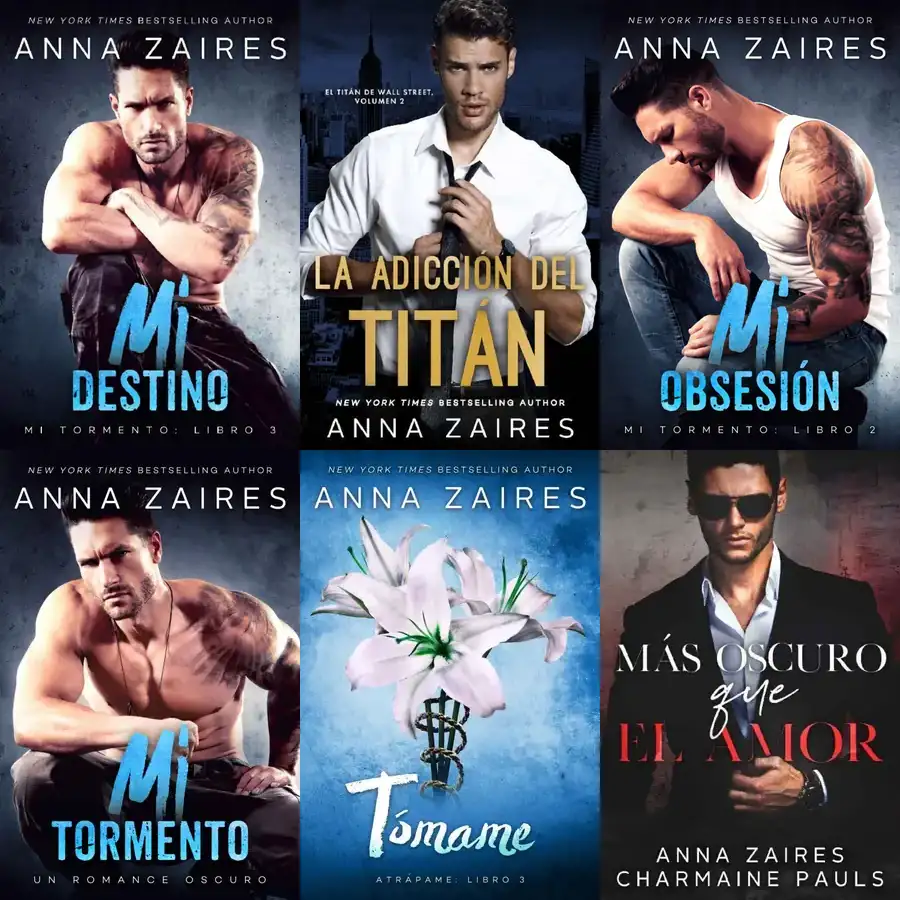 NEW YORK TIMES BESTSELLING AUTHOR
ANNA ZAIRES
Mi
DESTINO
MI TORMENTO: LIBRO 3
EL TITÁN DE WALL STREET,
VOLUMEN 2
LA ADICCIÓN DEL
TITÁN
NEW YORK TIMES BESTSELLING AUTHOR
ANNA ZAIRES
NEW YORK TIMES BESTSELLING AUTHOR
ANNA ZAIRES
Mi
OBSESIÓN
MI TORMENTO: LIBRO 2
NEW YORK TIMES BESTSELLING AUTHOR
ANNA ZAIRES
Mi
TORMENTO
UN ROMANCE OSCURO
NEW YORK TIMES BESTSELLING AUTHOR
ANNA ZAIRES
Tómame
ATRÁPAME: LIBRO 3
MÁS OSCURO
que
EL AMOR
ANNA ZAIRES
CHARMAINE PAULS